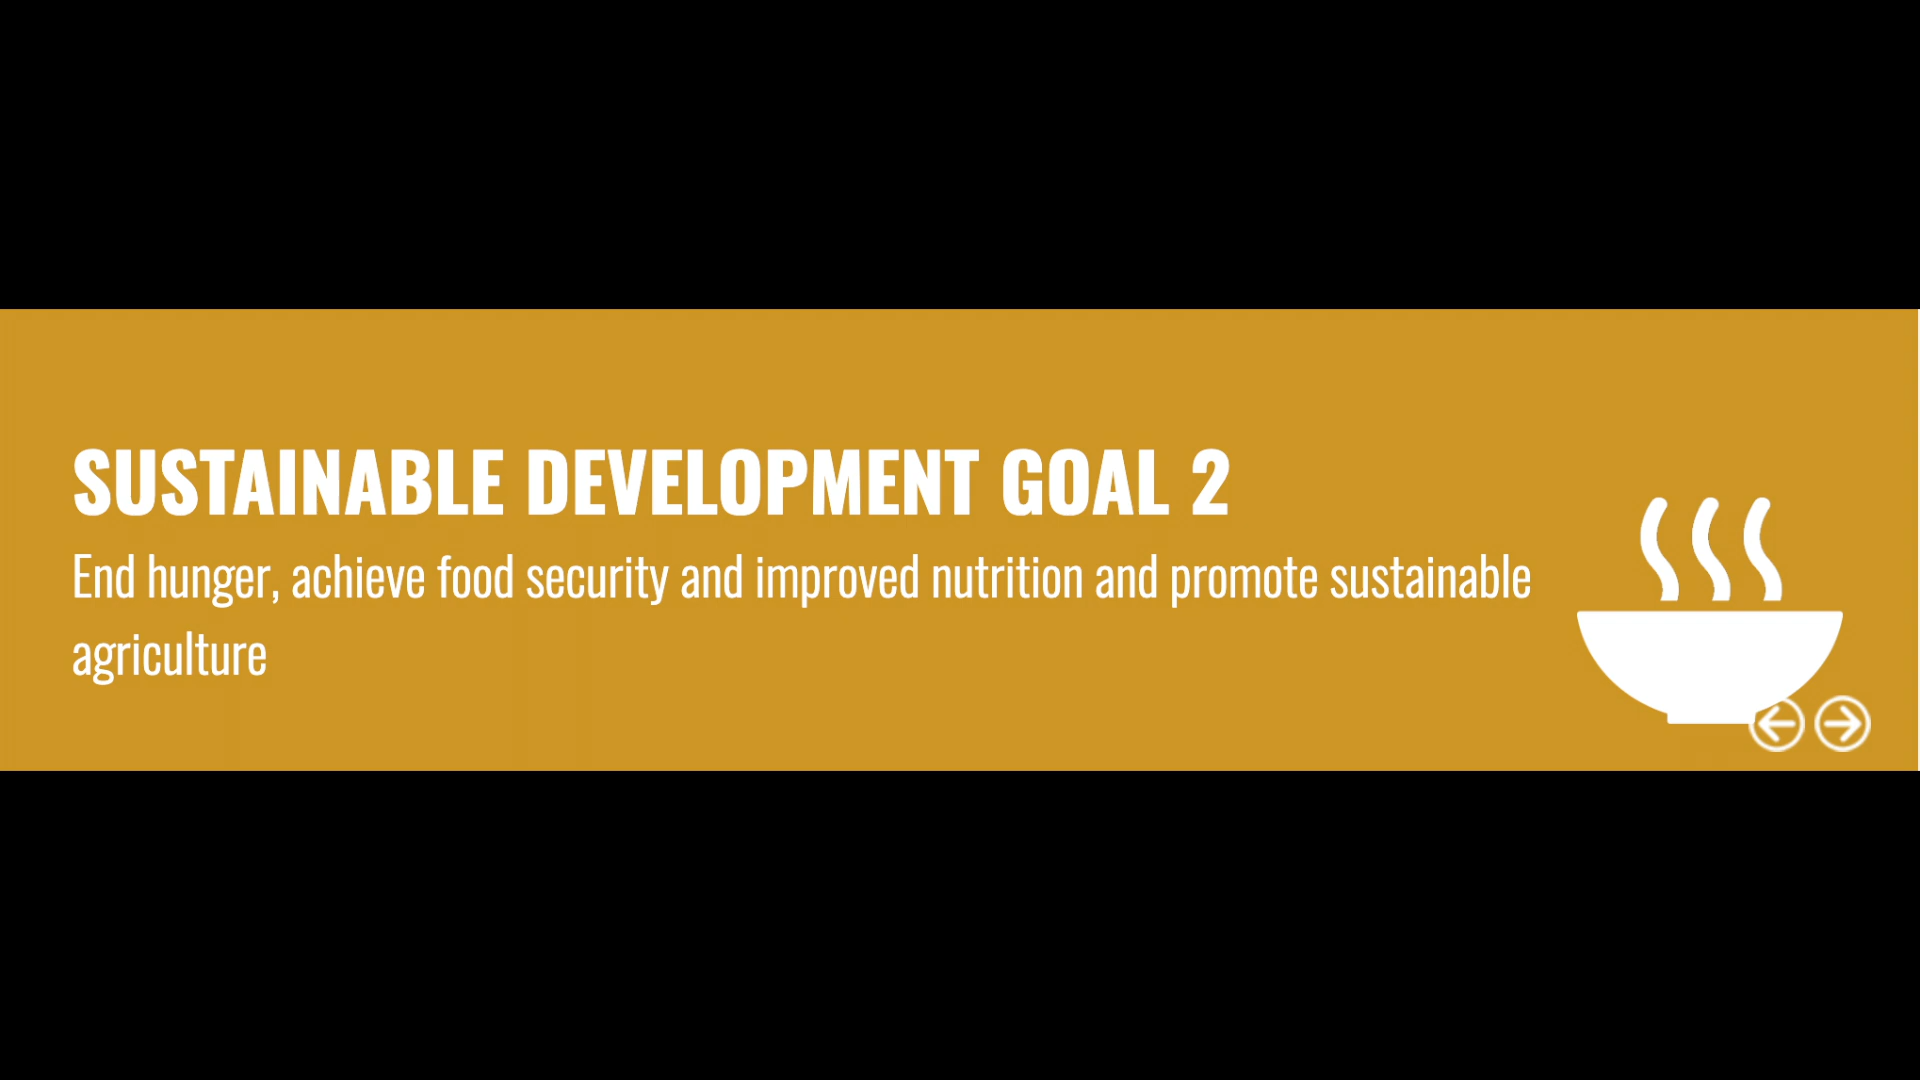 SUSTAINABLE DEVELOPMENT GOAL 2
End hunger, achieve food security and improved nutrition and promote sustainable
agriculture